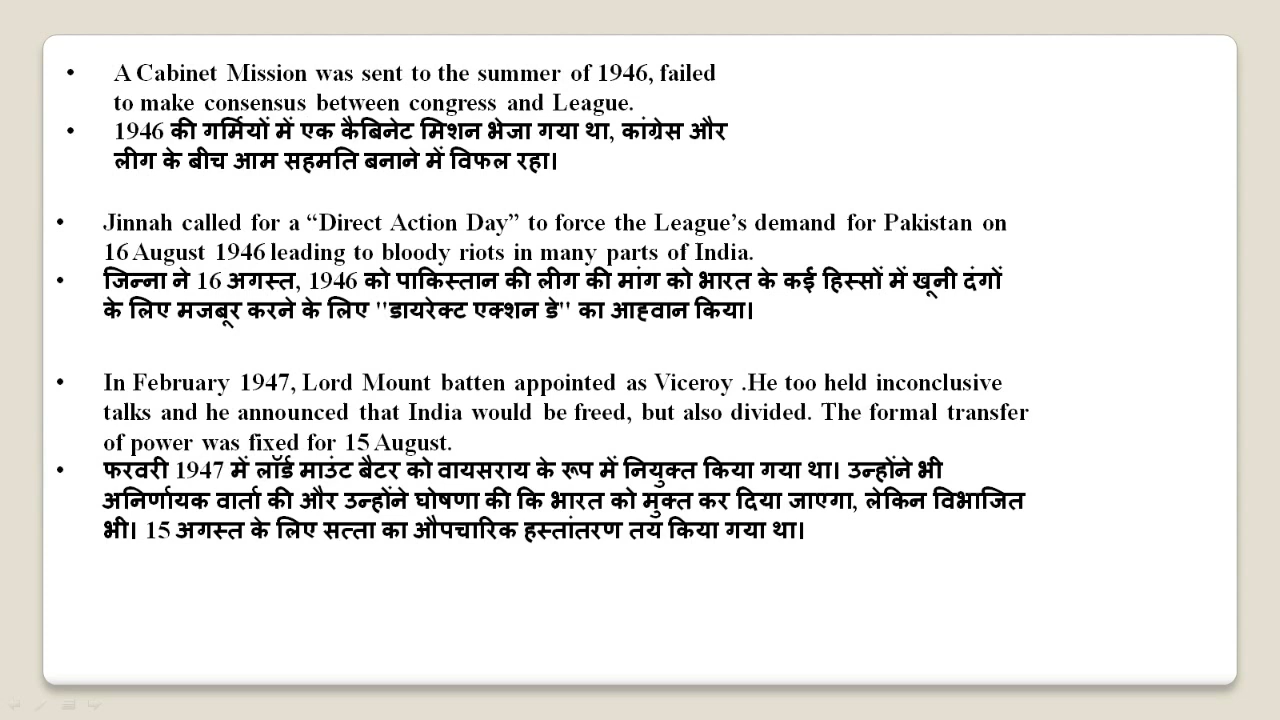 • A Cabinet Mission was sent to the summer of 1946, failed
to make consensus between congress and League.
• 1946 की गर्मियों में एक कैबिनेट मिशन भेजा गया था, कांग्रेस और
लीग के बीच आम सहमति बनाने में विफल रहा।
• Jinnah called for a “Direct Action Day” to force the League’s demand for Pakistan on
16 August 1946 leading to bloody riots in many parts of India.
• जिन्ना ने 16 अगस्त, 1946 को पाकिस्तान की लीग की मांग को भारत के कई हिस्सों में खूनी दंगों
के लिए मजबूर करने के लिए "डायरेक्ट एक्शन डे" का आह्वान किया।
• In February 1947, Lord Mount batten appointed as Viceroy .He too held inconclusive
talks and he announced that India would be freed, but also divided. The formal transfer
of power was fixed for 15 August.
• फरवरी 1947 में लॉर्ड माउंट बैटर को वायसराय के रूप में नियुक्त किया गया था। उन्होंने भी
अनिर्णायक वार्ता की और उन्होंने घोषणा की कि भारत को मुक्त कर दिया जाएगा, लेकिन विभाजित
भी। 15 अगस्त के लिए सत्ता का औपचारिक हस्तांतरण तय किया गया था।